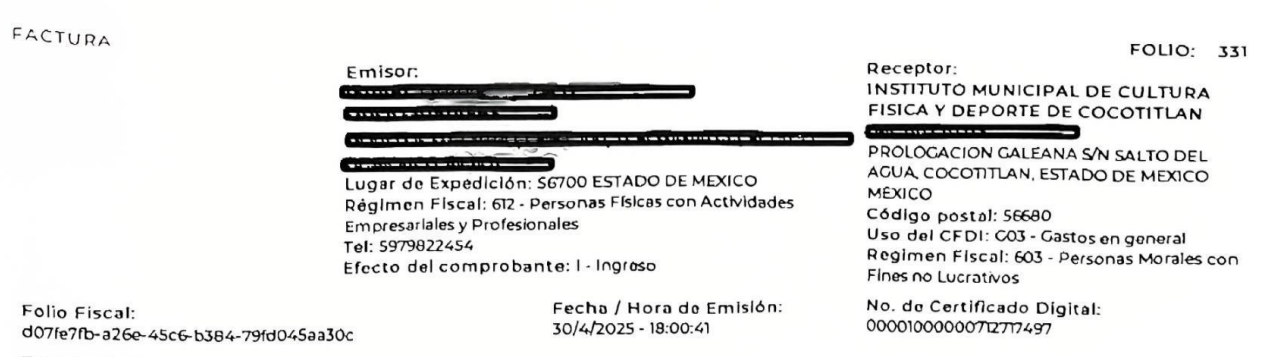 FACTURA
FOLIO: 331
Emisor:
Lugar de Expedición: 56700 ESTADO DE MEXICO
Régimen Fiscal: 612 - Personas Físicas con Actividades
Empresariales y Profesionales
Tel: 5979822454
Efecto del comprobante: I - Ingreso
Receptor:
INSTITUTO MUNICIPAL DE CULTURA
FISICA Y DEPORTE DE COCOTITLAN
PROLOGACION GALEANA S/N SALTO DEL
AGUA, COCOTITLAN, ESTADO DE MEXICO
MÉXICO
Código postal: 56680
Uso del CFDI: G03 - Gastos en general
Regimen Fiscal: 603 - Personas Morales con
Fines no Lucrativos
Folio Fiscal:
d07fe7fb-a26e-45c6-b384-79fd045aa30c
Fecha / Hora de Emisión:
30/4/2025 - 18:00:41
No. de Certificado Digital:
00001000000712717497